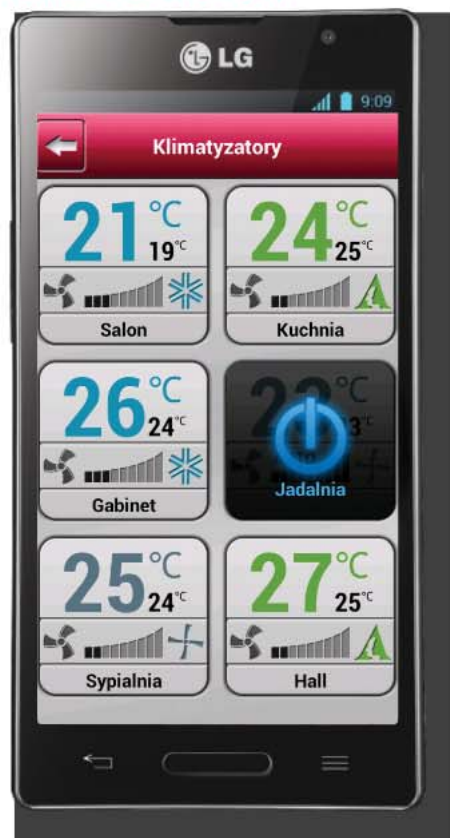 LG
9:09
Klimatyzatory
21 °C
19 °C
Salon
24 °C
25 °C
Kuchnia
26 °C
24 °C
Gabinet
Jadalnia
25 °C
24 °C
Sypialnia
27 °C
25 °C
Hall